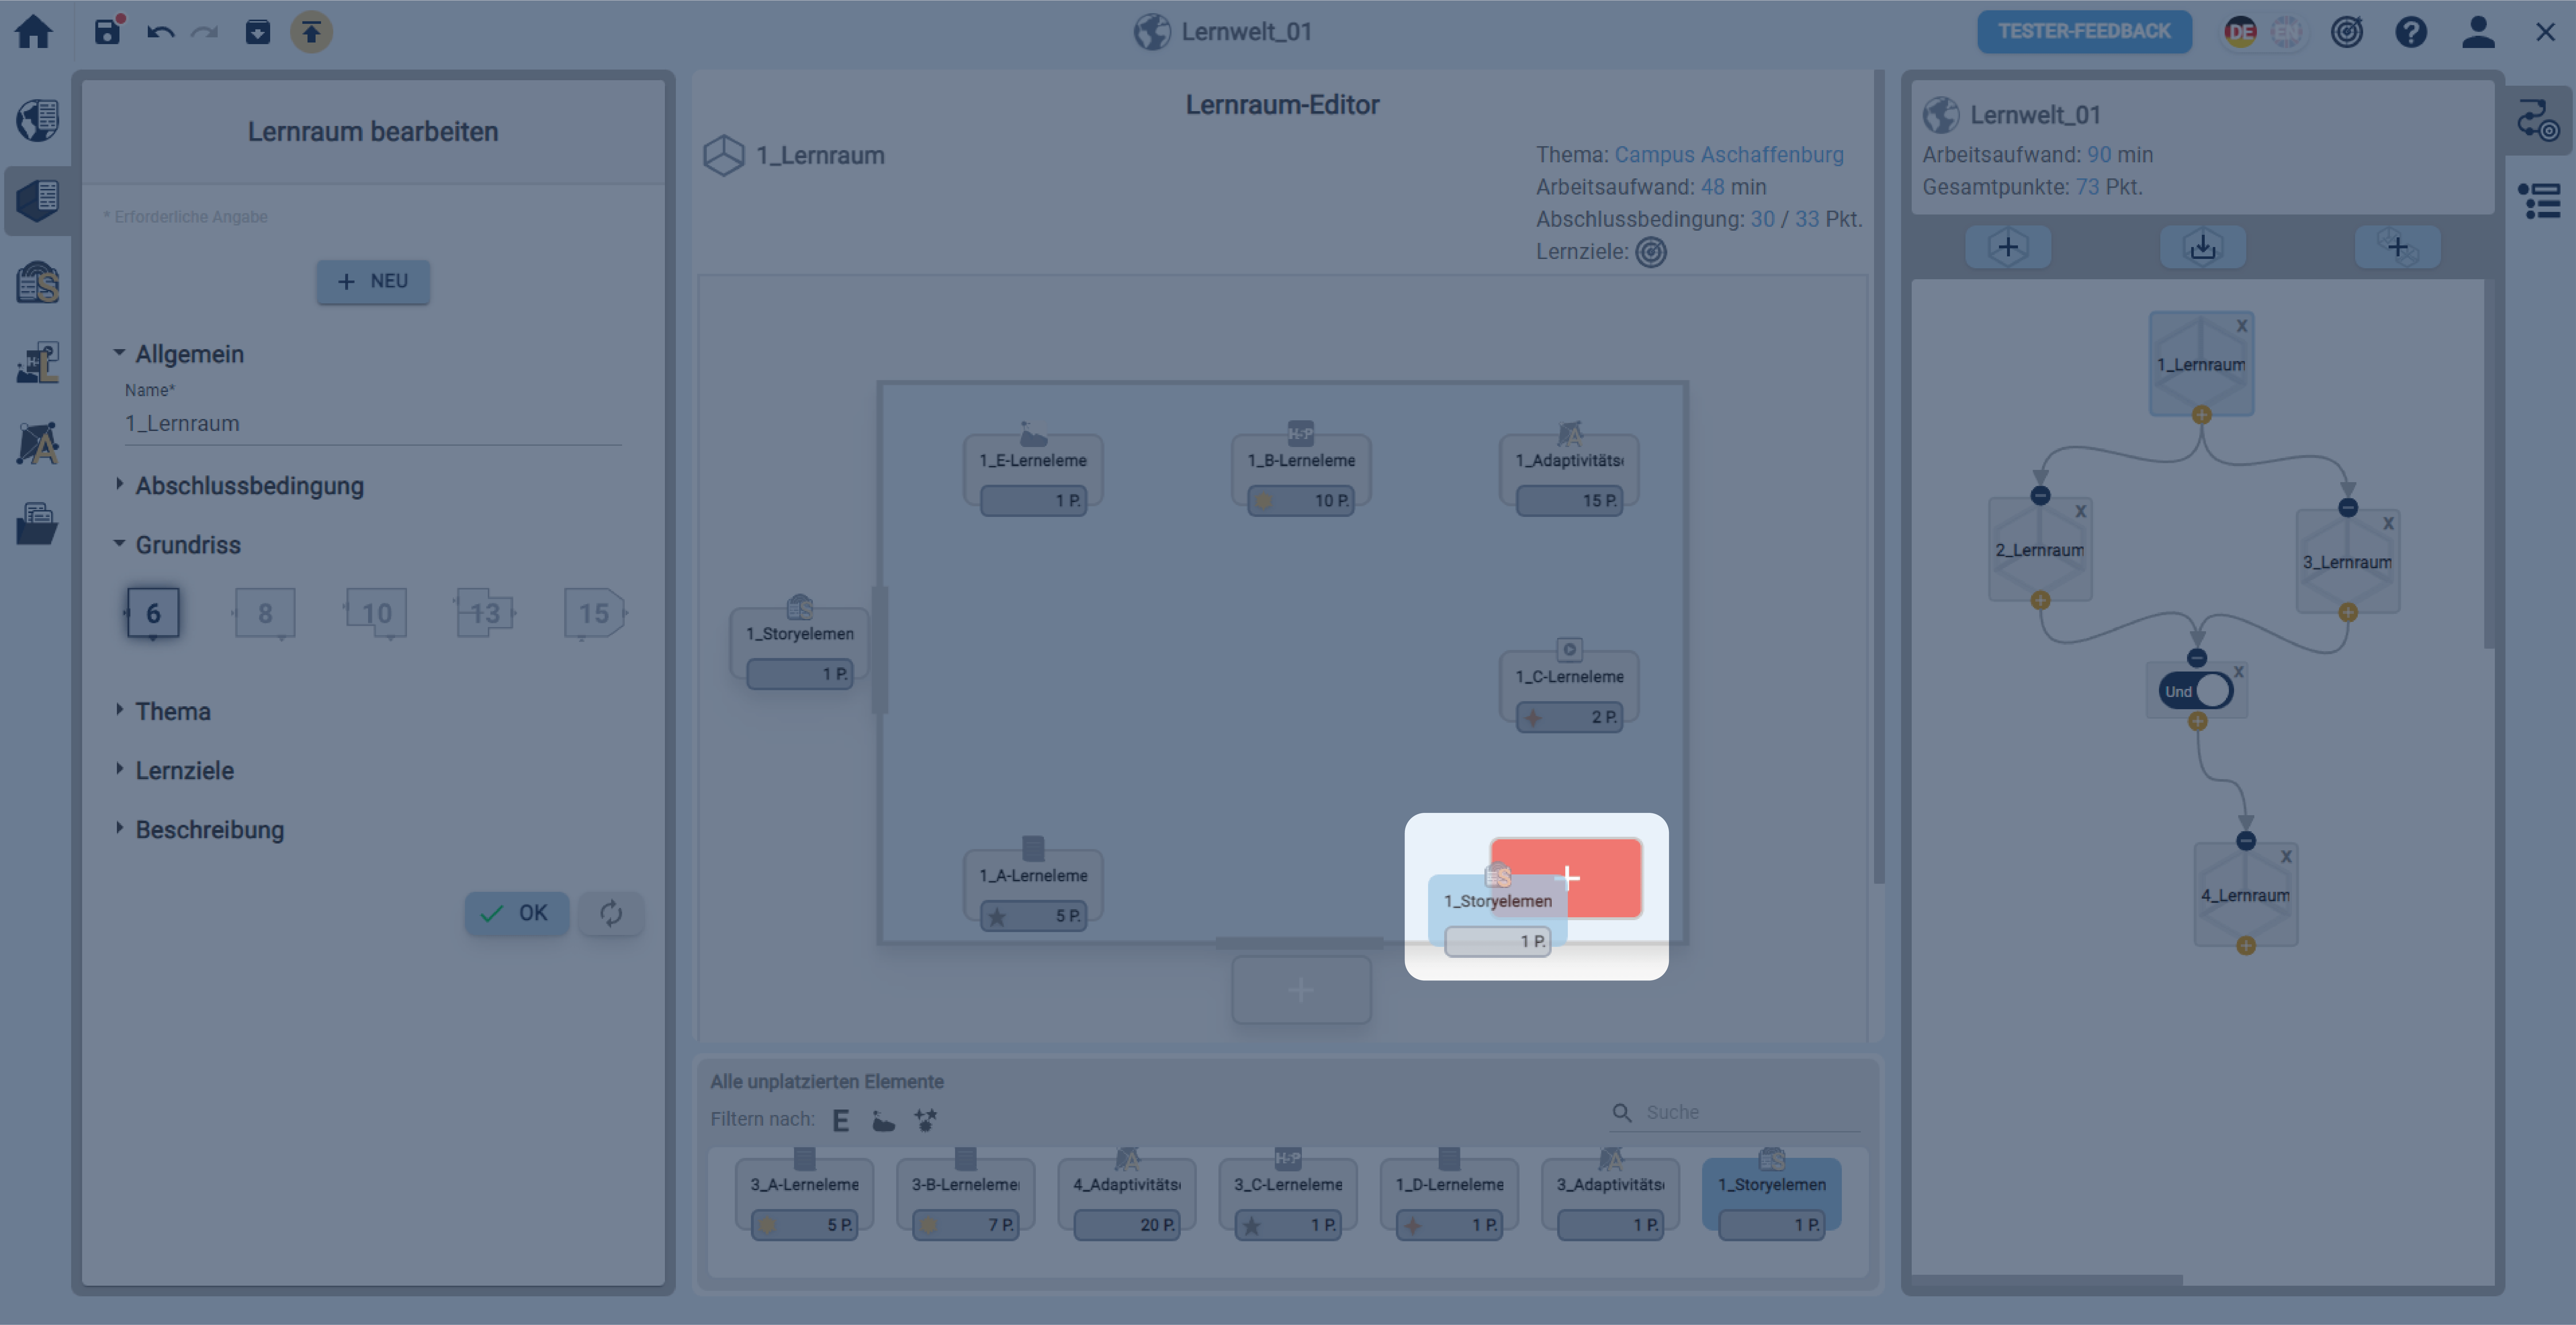 Lernwelt_01
TESTER-FEEDBACK
DE
EN
Lernraum bearbeiten
* Erforderliche Angabe
+ NEU
Allgemein
Name*
1_Lernraum
Abschlussbedingung
Grundriss
6
8
10
13
15
Thema
Lernziele
Beschreibung
OK
Lernraum-Editor
1_Lernraum
Thema: Campus Aschaffenburg
Arbeitsaufwand: 48 min
Abschlussbedingung: 30 / 33 Pkt.
Lernziele:
1_E-Lerneleme
1 P.
H-P
1_B-Lerneleme
10 P.
1_Adaptivitäts
15 P.
1_Storyelemen
1 P.
1_C-Lerneleme
2 P.
1_A-Lerneleme
5 P.
1_Storyelemen
1 P.
Alle unplatzierten Elemente
Filtern nach:
E
Suche
3_A-Lerneleme
5 P.
3-B-Lerneleme
7 P.
4_Adaptivitäts
20 P.
H-P
3_C-Lerneleme
1 P.
1_D-Lerneleme
1 P.
3_Adaptivitäts
1 P.
1_Storyelemen
1 P.
Lernwelt_01
Arbeitsaufwand: 90 min
Gesamtpunkte: 73 Pkt.
X
1_Lernraum
X
2_Lernraum
X
3_Lernraum
X
Und
X
4_Lernraum